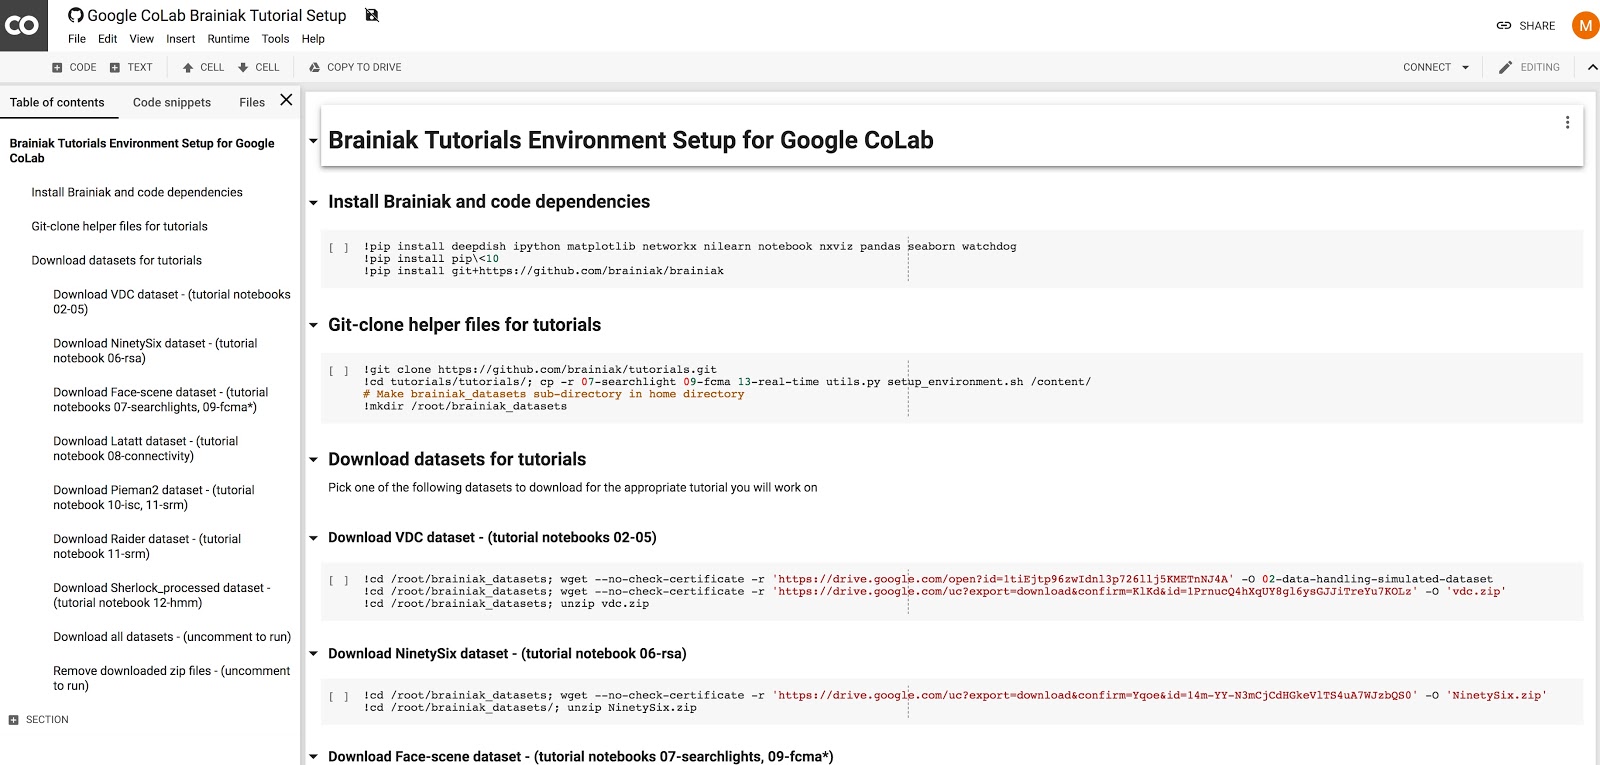 CO
Google CoLab Brainiak Tutorial Setup
File Edit View Insert Runtime Tools Help
SHARE
M
CODE TEXT CELL CELL COPY TO DRIVE
CONNECT EDITING
Table of contents Code snippets Files
Brainiak Tutorials Environment Setup for Google
CoLab
Install Brainiak and code dependencies
Git-clone helper files for tutorials
Download datasets for tutorials
Download VDC dataset - (tutorial notebooks
02-05)
Download NinetySix dataset - (tutorial
notebook 06-rsa)
Download Face-scene dataset - (tutorial
notebooks 07-searchlights, 09-fcma*)
Download Latatt dataset - (tutorial
notebook 08-connectivity)
Download Pieman2 dataset - (tutorial
notebook 10-isc, 11-srm)
Download Raider dataset - (tutorial
notebook 11-srm)
Download Sherlock_processed dataset -
(tutorial notebook 12-hmm)
Download all datasets - (uncomment to run)
Remove downloaded zip files - (uncomment
to run)
SECTION
Brainiak Tutorials Environment Setup for Google CoLab
Install Brainiak and code dependencies
[ ] !pip install deepdish ipython matplotlib networkx nilearn notebook nxviz pandas seaborn watchdog
!pip install pip\<10
!pip install git+https://github.com/brainiak/brainiak
Git-clone helper files for tutorials
[ ] !git clone https://github.com/brainiak/tutorials.git
!cd tutorials/tutorials/; cp -r 07-searchlight 09-fcma 13-real-time utils.py setup_environment.sh /content/
# Make brainiak_datasets sub-directory in home directory
!mkdir /root/brainiak_datasets
Download datasets for tutorials
Pick one of the following datasets to download for the appropriate tutorial you will work on
Download VDC dataset - (tutorial notebooks 02-05)
[ ] !cd /root/brainiak_datasets; wget --no-check-certificate -r 'https://drive.google.com/open?id=1tiEjtp96zwIdnl3p726llj5KMETnNJ4A' -O 02-data-handling-simulated-dataset
!cd /root/brainiak_datasets; wget --no-check-certificate -r 'https://drive.google.com/uc?export=download&confirm=KlKd&id=1PrnucQ4hXqUY8gl6ysGJJiTreYu7KOLz' -O 'vdc.zip'
!cd /root/brainiak_datasets; unzip vdc.zip
Download NinetySix dataset - (tutorial notebook 06-rsa)
[ ] !cd /root/brainiak_datasets; wget --no-check-certificate -r 'https://drive.google.com/uc?export=download&confirm=Yqoe&id=14m-YY-N3mCjCdHGkeVlTS4uA7WJzbQS0' -O 'NinetySix.zip'
!cd /root/brainiak_datasets/; unzip NinetySix.zip
Download Face-scene dataset - (tutorial notebooks 07-searchlights, 09-fcma*)